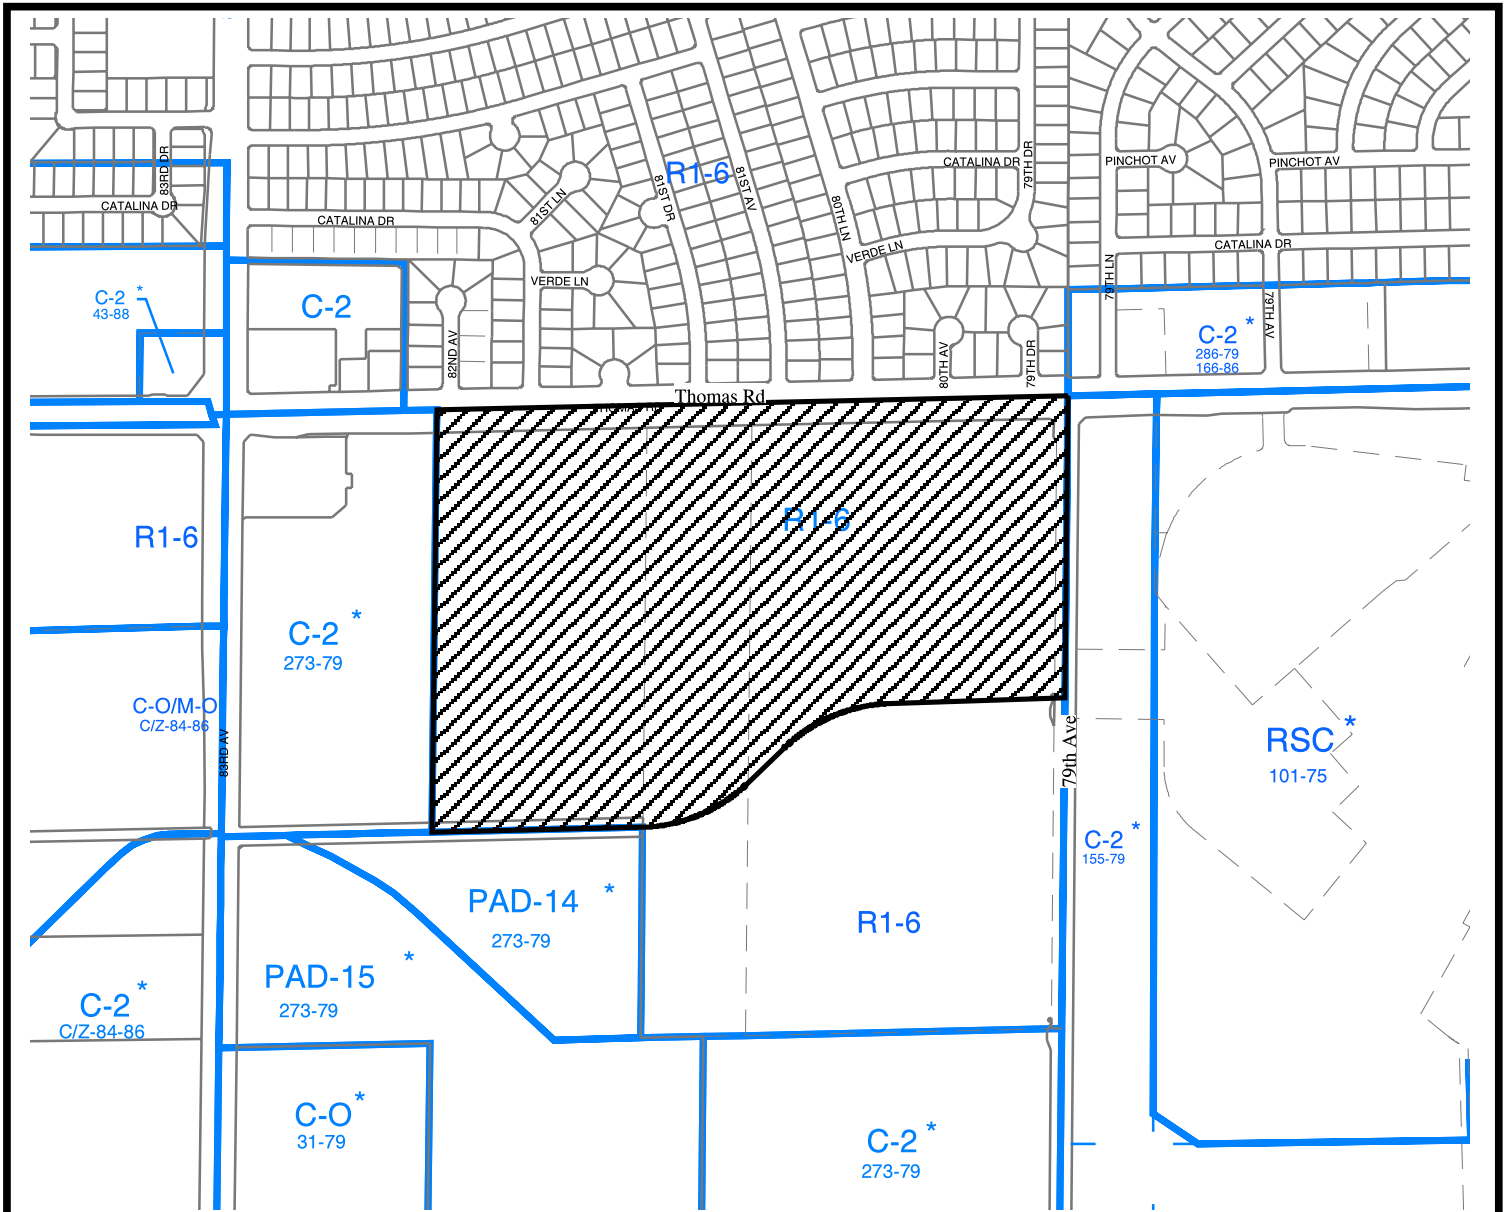 83RD DR
CATALINA DR
CATALINA DR
81ST LN
VERDE LN
82ND AV
81ST DR
R1-6
81ST AV
80TH LN
VERDE LN
CATALINA DR
79TH DR
PINCHOT AV
PINCHOT AV
CATALINA DR
79TH LN
79TH AV
80TH AV
79TH DR
C-2 *
43-88
C-2
C-2 *
286-79
166-86
Thomas Rd
R1-6
R1-6
C-2 *
273-79
C-O/M-O
C/Z-84-86
83RD AV
79th Ave
RSC *
101-75
C-2 *
155-79
PAD-14 *
273-79
R1-6
PAD-15 *
273-79
C-2 *
C/Z-84-86
C-O *
31-79
C-2 *
273-79